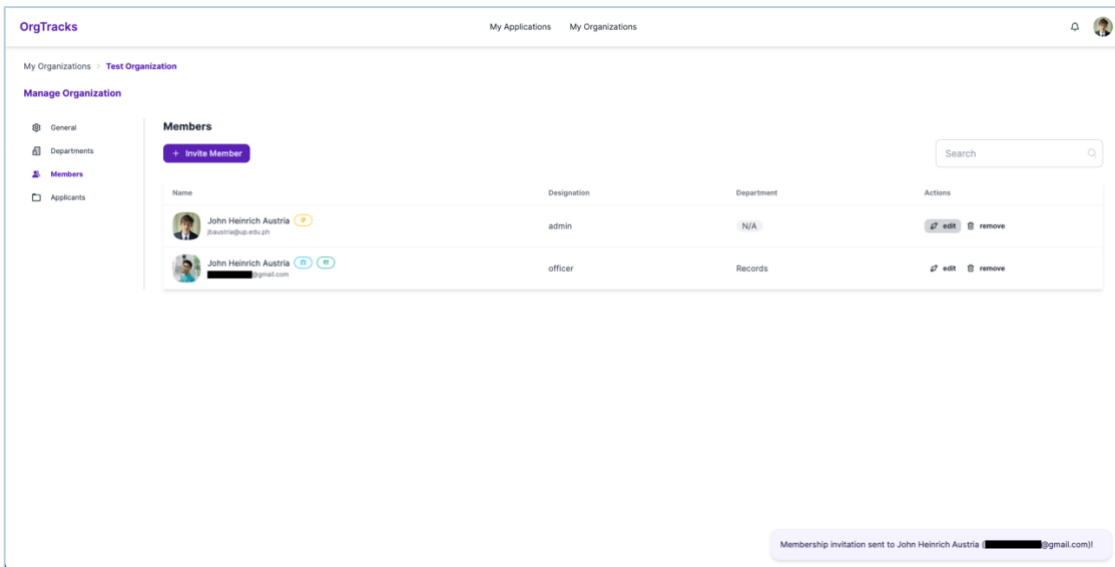 OrgTracks
My Applications My Organizations
My Organizations > Test Organization
Manage Organization
General
Departments
Members
Applicants
Members
+ Invite Member
Search
Name Designation Department Actions
John Heinrich Austria
jbaustria@up.edu.ph
admin N/A edit remove
John Heinrich Austria
@gmail.com
officer Records edit remove
Membership invitation sent to John Heinrich Austria ( @gmail.com)!